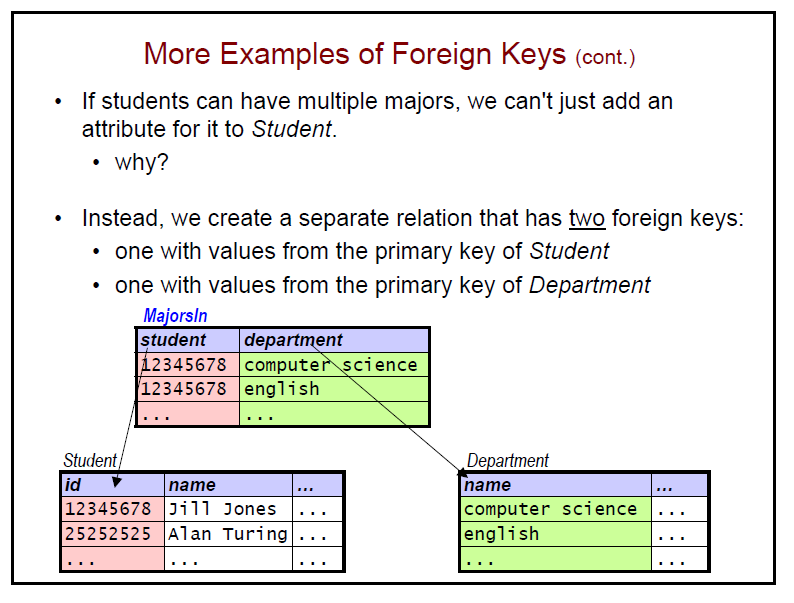 More Examples of Foreign Keys (cont.)
• If students can have multiple majors, we can't just add an
attribute for it to Student.
• why?
• Instead, we create a separate relation that has two foreign keys:
• one with values from the primary key of Student
• one with values from the primary key of Department
MajorsIn
student department
12345678 computer science
12345678 english
... ...
Student
id name ...
12345678 Jill Jones ...
25252525 Alan Turing ...
... ... ...
Department
name ...
computer science ...
english ...
... ...